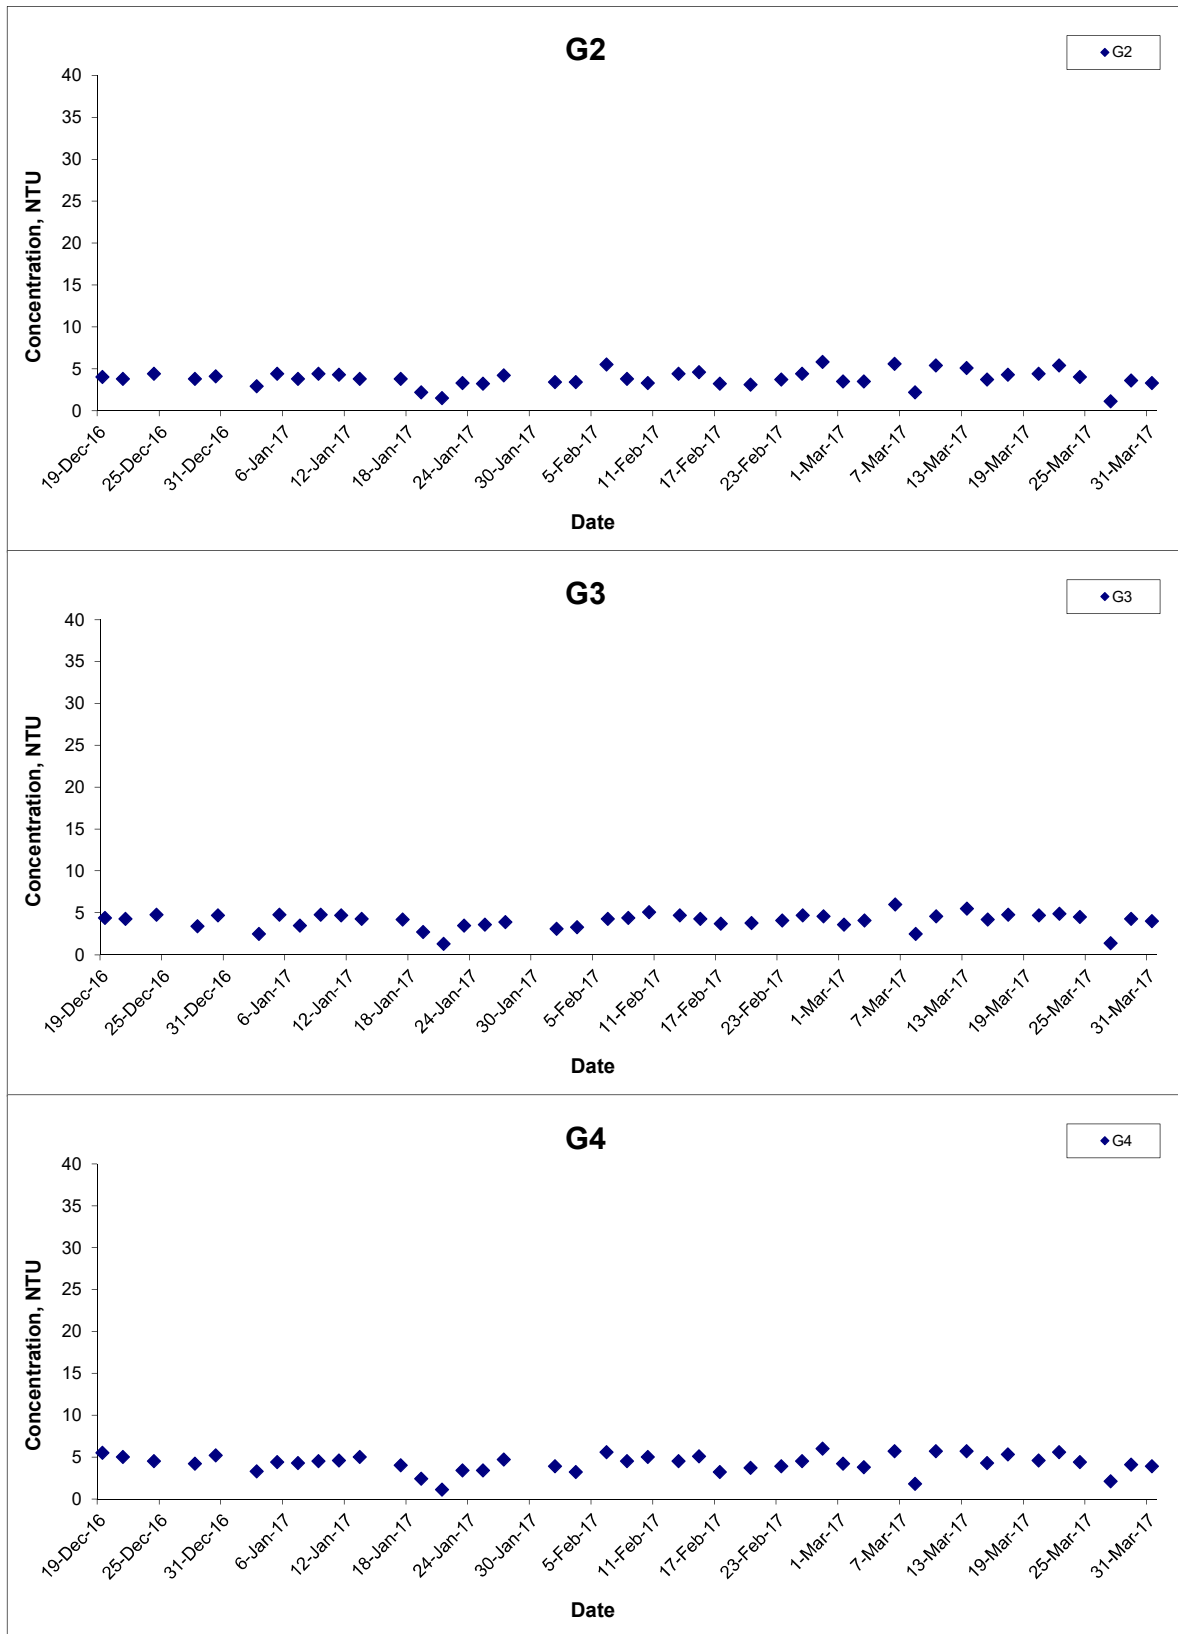 G2
G2
40
35
30
25
20
15
10
5
0
Concentration, NTU
19-Dec-16
25-Dec-16
31-Dec-16
6-Jan-17
12-Jan-17
18-Jan-17
24-Jan-17
30-Jan-17
5-Feb-17
11-Feb-17
17-Feb-17
23-Feb-17
1-Mar-17
7-Mar-17
13-Mar-17
19-Mar-17
25-Mar-17
31-Mar-17
Date
G3
G3
40
35
30
25
20
15
10
5
0
Concentration, NTU
19-Dec-16
25-Dec-16
31-Dec-16
6-Jan-17
12-Jan-17
18-Jan-17
24-Jan-17
30-Jan-17
5-Feb-17
11-Feb-17
17-Feb-17
23-Feb-17
1-Mar-17
7-Mar-17
13-Mar-17
19-Mar-17
25-Mar-17
31-Mar-17
Date
G4
G4
40
35
30
25
20
15
10
5
0
Concentration, NTU
19-Dec-16
25-Dec-16
31-Dec-16
6-Jan-17
12-Jan-17
18-Jan-17
24-Jan-17
30-Jan-17
5-Feb-17
11-Feb-17
17-Feb-17
23-Feb-17
1-Mar-17
7-Mar-17
13-Mar-17
19-Mar-17
25-Mar-17
31-Mar-17
Date